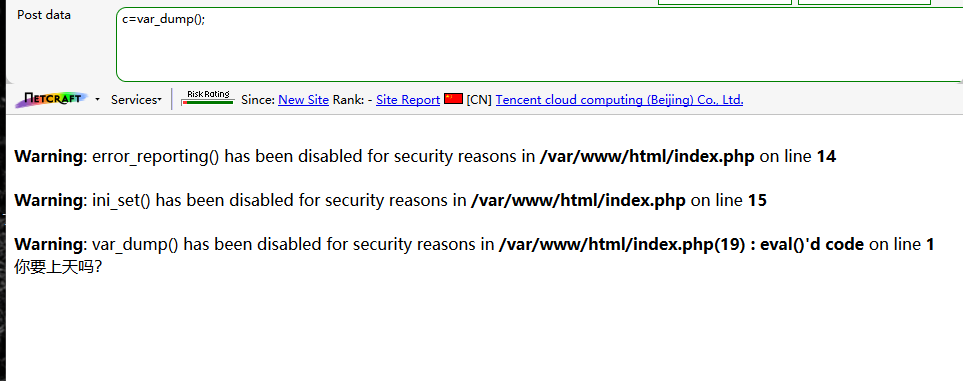 Post data
c=var_dump();
NETCRAFT Services Risk Rating Since: New Site Rank: - Site Report [CN] Tencent cloud computing (Beijing) Co., Ltd.
Warning: error_reporting() has been disabled for security reasons in /var/www/html/index.php on line 14
Warning: ini_set() has been disabled for security reasons in /var/www/html/index.php on line 15
Warning: var_dump() has been disabled for security reasons in /var/www/html/index.php(19) : eval()'d code on line 1
你要上天吗?